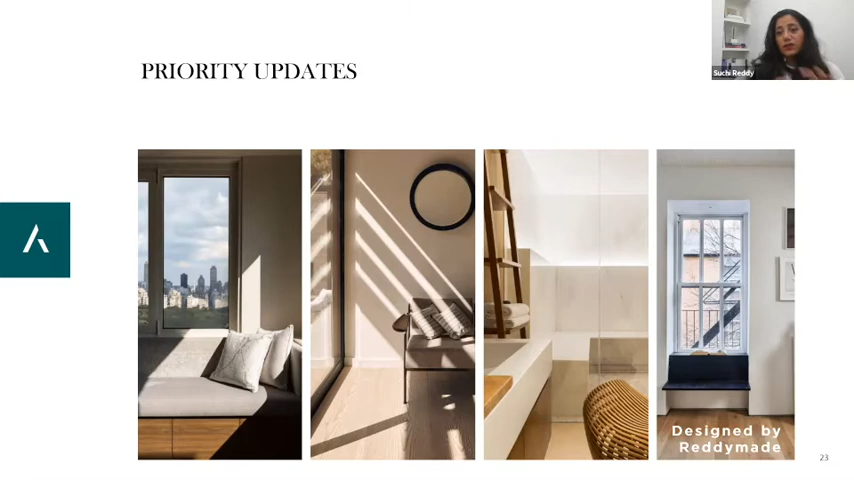 PRIORITY UPDATES
Suchi Reddy
Designed by
Reddymade
23